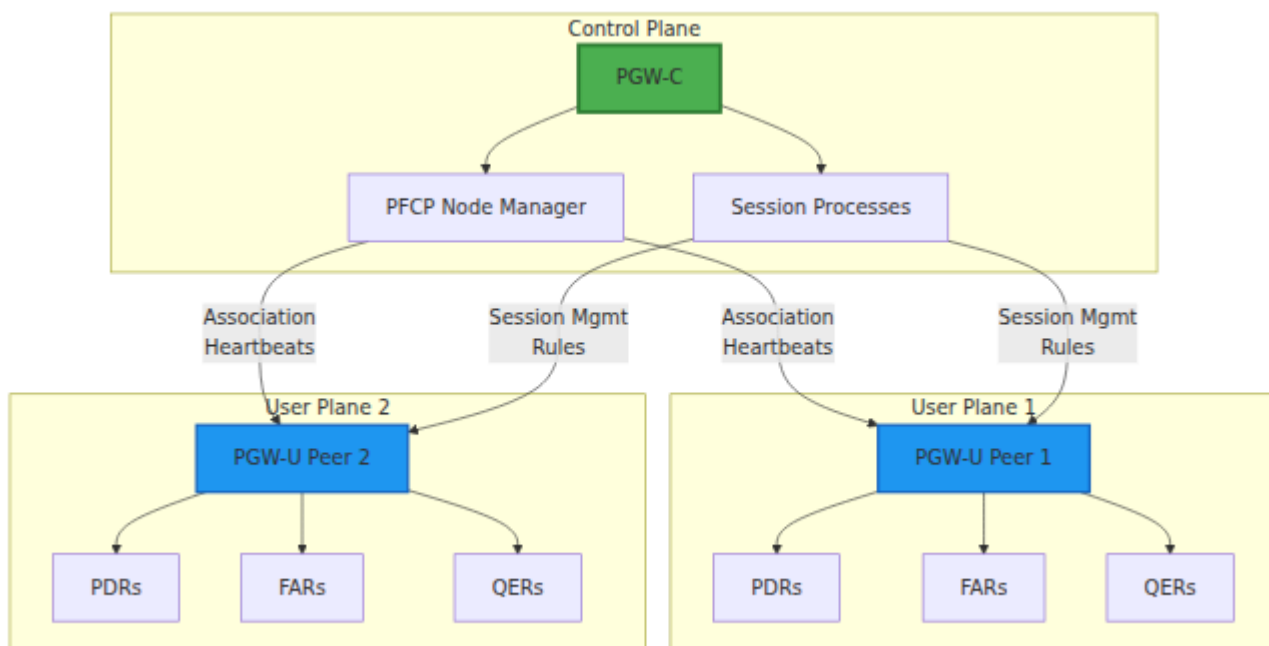 Control Plane
PGW-C
PFCP Node Manager
Session Processes
Association
Heartbeats
Session Mgmt
Rules
Association
Heartbeats
Session Mgmt
Rules
User Plane 2
PGW-U Peer 2
PDRs
FARs
QERs
User Plane 1
PGW-U Peer 1
PDRs
FARs
QERs